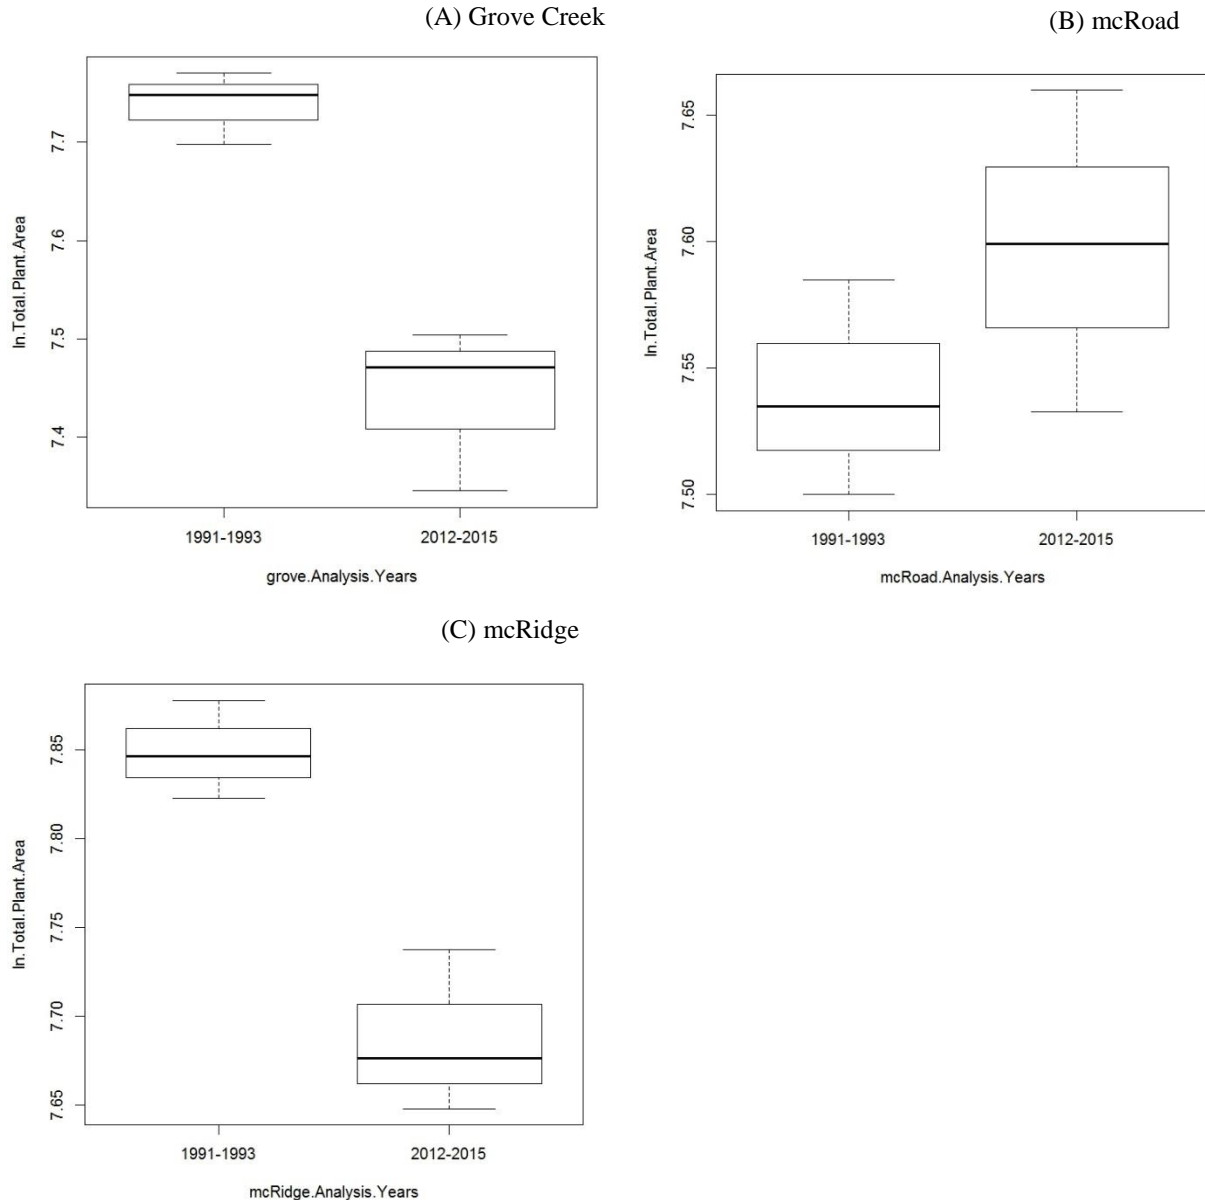 (A) Grove Creek
ln.Total.Plant.Area
7.7
7.6
7.5
7.4
1991-1993
2012-2015
grove.Analysis.Years
(B) mcRoad
ln.Total.Plant.Area
7.65
7.60
7.55
7.50
1991-1993
2012-2015
mcRoad.Analysis.Years
(C) mcRidge
ln.Total.Plant.Area
7.85
7.80
7.75
7.70
7.65
1991-1993
2012-2015
mcRidge.Analysis.Years